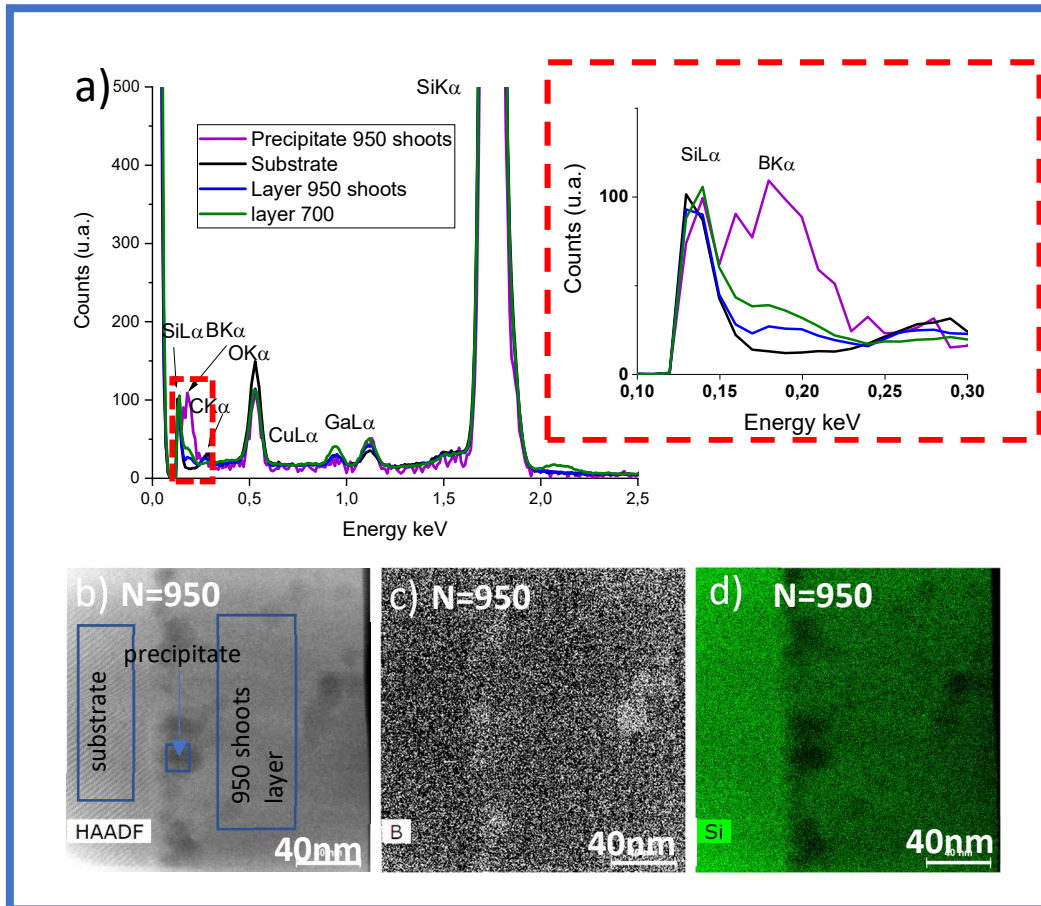 a)
500
400
300
200
150
100
50
0
Counts (u.a.)
SiKα
Precipitate 950 shoots
Substrate
Layer 950 shoots
layer 700
SiLα
BKα
OKα
CKα
CuLα
GaLα
0,0
0,5
1,0
1,5
2,0
2,5
Energy keV
100
0
Counts (u.a.)
SiLα
BKα
0,10
0,15
0,20
0,25
0,30
Energy keV
b) N=950
substrate
precipitate
950 shoots
layer
HAADF
40nm
c) N=950
B
40nm
d) N=950
Si
40nm
40 nm